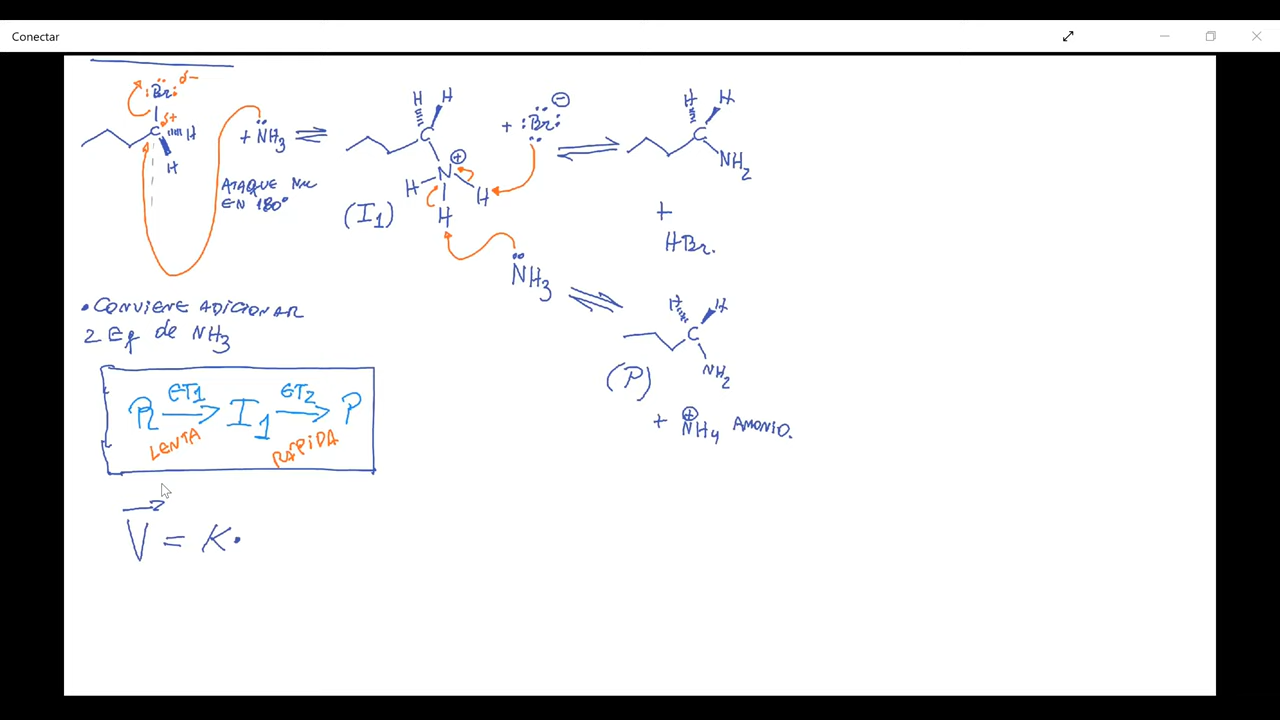 Conectar
:Br: δ-
δ+
C H
H
+ NH3 ⇌
ATAQUE Nu
EN 180°
H H
C
N ⊕
H H
H
(I1)
+ :Br: ⊖ ⇌
H H
C
NH2
+
HBr.
NH3 ⇌
H H
C
NH2
(P)
+ ⊕NH4 AMONIO.
• CONVIENE ADICIONAR
2 Eq de NH3
R ET1→ I1 ET2→ P
LENTA RÁPIDA
V = K•